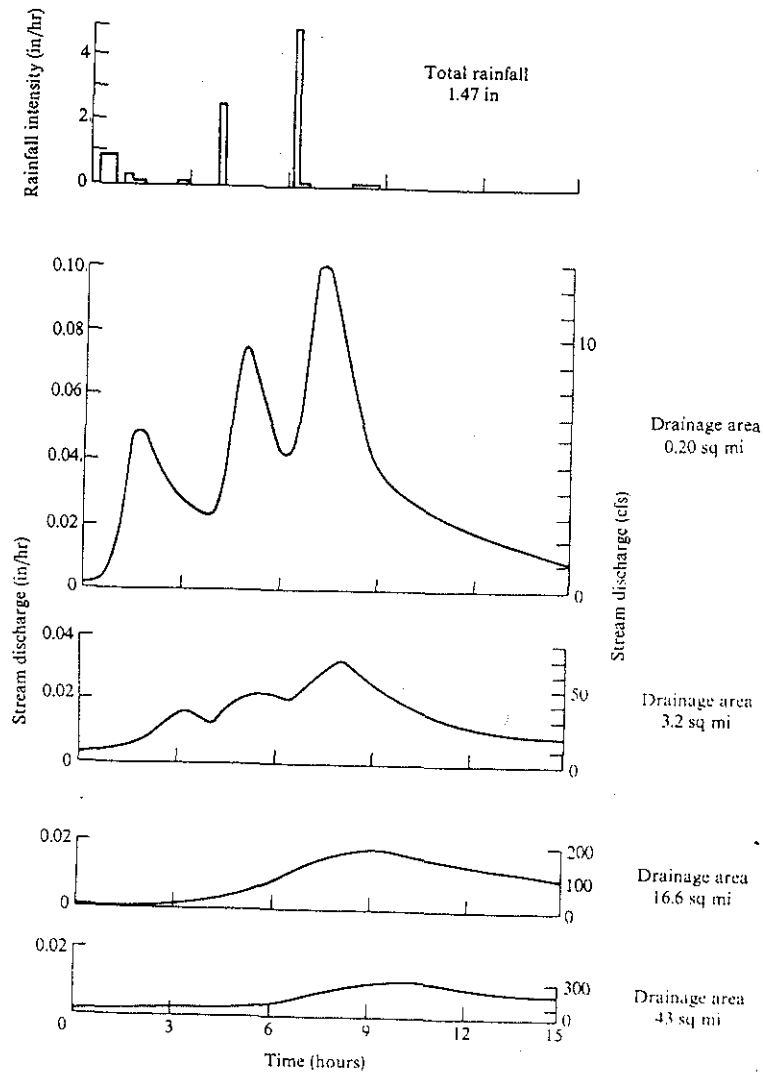 Rainfall intensity (in/hr)
4
2
0
Total rainfall
1.47 in
0.10
0.08
0.06
0.04
0.02
0
10
0
Drainage area
0.20 sq mi
Stream discharge (in/hr)
Stream discharge (cfs)
0.04
0.02
0
50
0
Drainage area
3.2 sq mi
0.02
0
200
100
0
Drainage area
16.6 sq mi
0.02
0
300
0
Drainage area
43 sq mi
3
6
9
12
15
Time (hours)